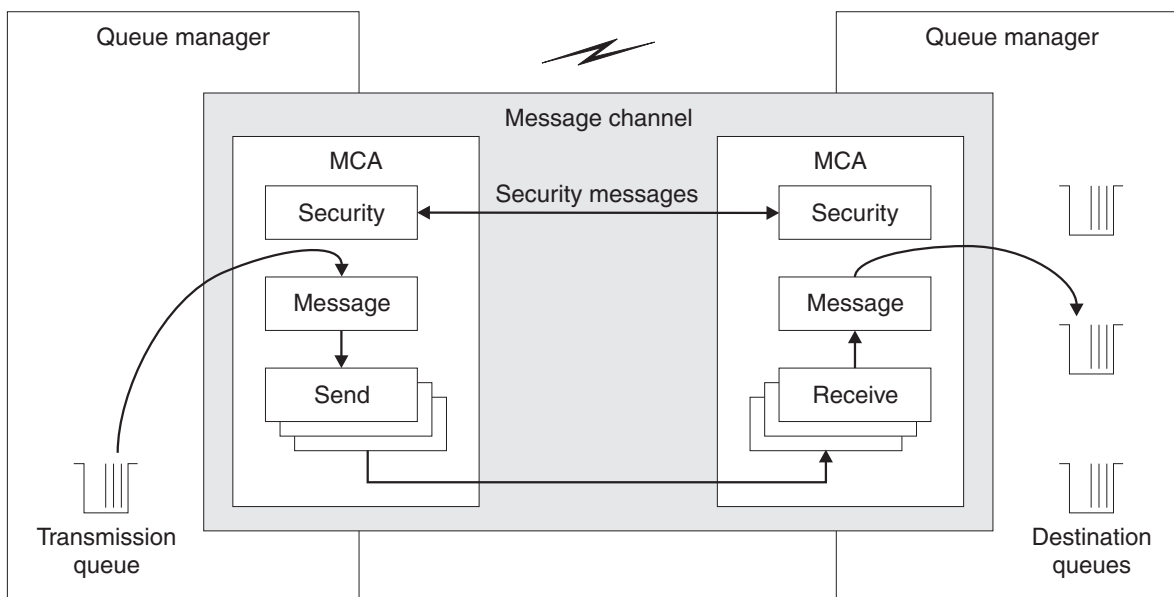 Queue manager
Queue manager
Message channel
MCA
MCA
Security
Security messages
Security
Message
Message
Send
Receive
Transmission
queue
Destination
queues